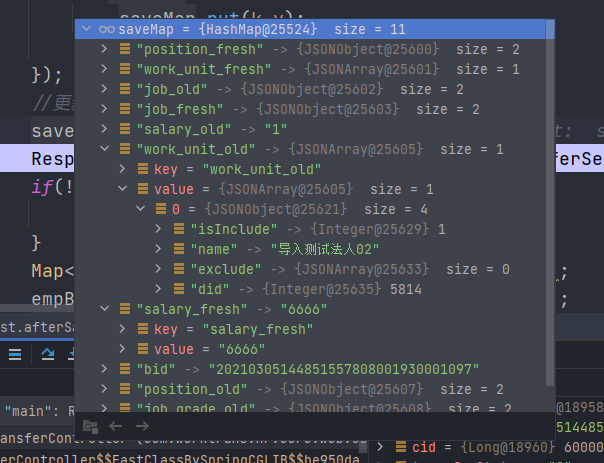 saveMap.put(k,v);
saveMap = {HashMap@25524}  size = 11
"position_fresh" -> {JSONObject@25600}  size = 2
});
"work_unit_fresh" -> {JSONArray@25601}  size = 1
"job_old" -> {JSONObject@25602}  size = 2
//更
"job_fresh" -> {JSONObject@25603}  size = 2
save
"salary_old" -> "1"
Resp
"work_unit_old" -> {JSONArray@25605}  size = 1
ferSe
if(!
key = "work_unit_old"
value = {JSONArray@25605}  size = 1
0 = {JSONObject@25621}  size = 4
"isInclude" -> {Integer@25629} 1
}
"name" -> "导入测试法人02"
Map<
"exclude" -> {JSONArray@25633}  size = 0
;
empB
"did" -> {Integer@25635} 5814
;
"salary_fresh" -> "6666"
st.afterSa
key = "salary_fresh"
value = "6666"
"bid" -> "20210305144851557808001930001097"
"main": R
"position_old" -> {JSONObject@25607}  size = 2
@18958
"job_grade_old" -> {JSONObject@25608}  size = 2
514485
cid = {Long@18960} 60000